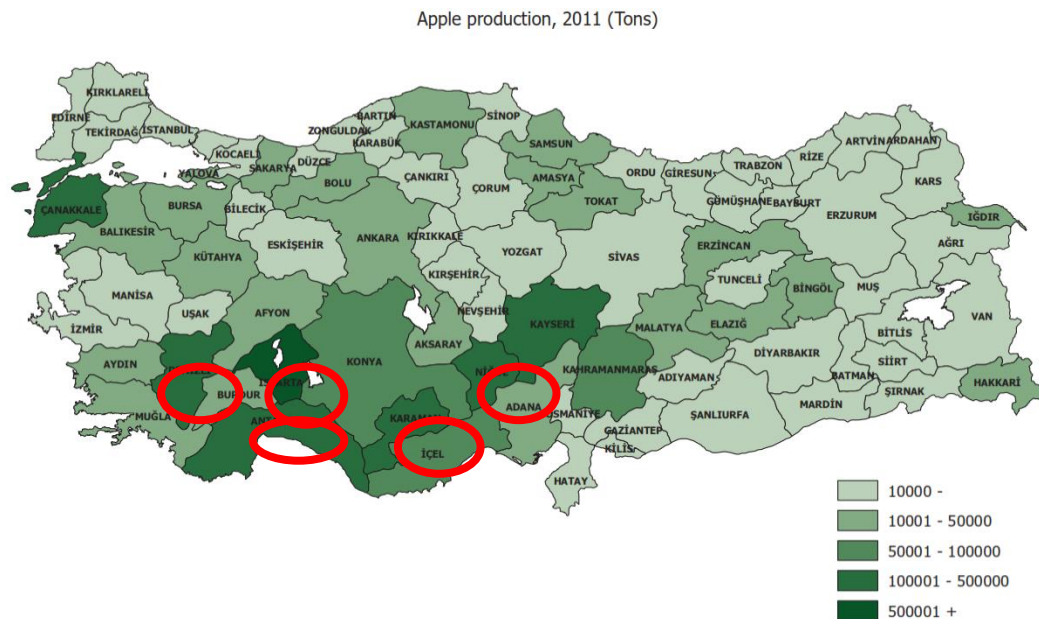 Apple production, 2011 (Tons)
KIRKLARELİ
EDİRNE
TEKİRDAĞ
İSTANBUL
KOCAELİ
YALOVA
SAKARYA
DÜZCE
ZONGULDAK
BARTIN
KARABÜK
KASTAMONU
SİNOP
SAMSUN
BOLU
ÇANKIRI
ÇORUM
AMASYA
TOKAT
ORDU
GİRESUN
TRABZON
RİZE
ARTVİN
ARDAHAN
GÜMÜŞHANE
BAYBURT
ERZURUM
KARS
IĞDIR
AĞRI
ÇANAKKALE
BALIKESİR
BURSA
BİLECİK
KÜTAHYA
ESKİŞEHİR
ANKARA
KIRIKKALE
KIRŞEHİR
YOZGAT
SİVAS
ERZİNCAN
TUNCELİ
BİNGÖL
MUŞ
VAN
BİTLİS
MANİSA
UŞAK
AFYON
İZMİR
AYDIN
MUĞLA
BURDUR
KONYA
AKSARAY
NEVŞEHİR
KAYSERİ
KAHRAMANMARAŞ
MALATYA
ELAZIĞ
DİYARBAKIR
BATMAN
SİİRT
ŞIRNAK
HAKKARİ
ADIYAMAN
ŞANLIURFA
MARDİN
KARAMAN
İÇEL
ADANA
GAZİANTEP
KİLİS
HATAY
10000 -
10001 - 50000
50001 - 100000
100001 - 500000
500001 +